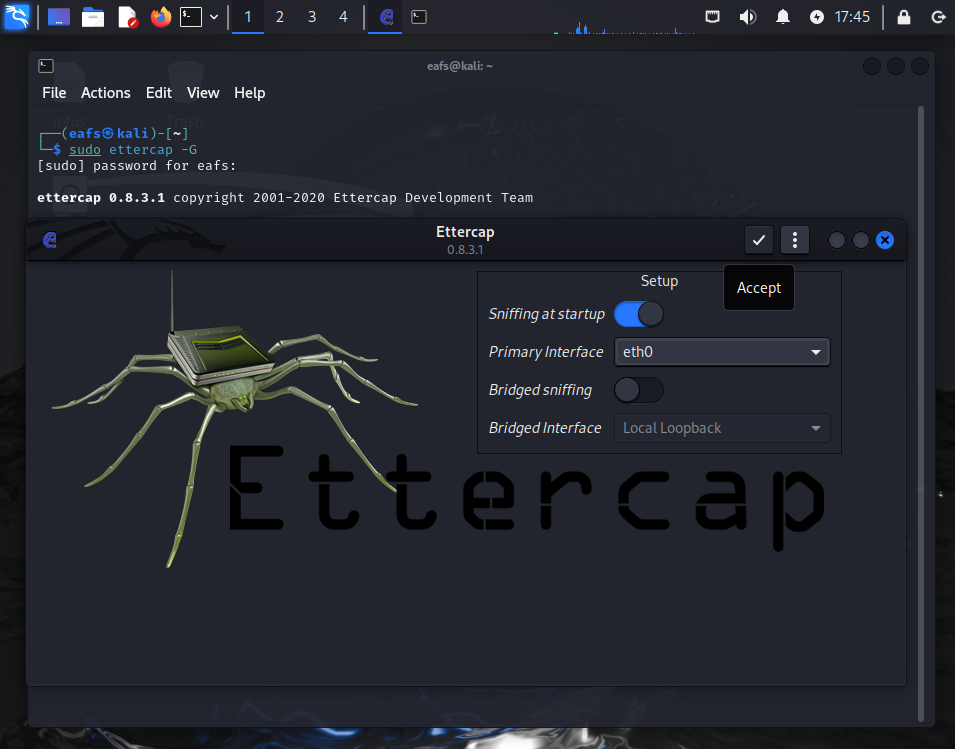 1 2 3 4 17:45
eafs@kali: ~
File Actions Edit View Help
Trash
┌──(eafs㉿kali)-[~]
└─$ sudo ettercap -G
[sudo] password for eafs:
ettercap 0.8.3.1 copyright 2001-2020 Ettercap Development Team
Ettercap
0.8.3.1
Setup
Accept
Sniffing at startup
Primary Interface eth0
Bridged sniffing
Bridged Interface Local Loopback
Ettercap